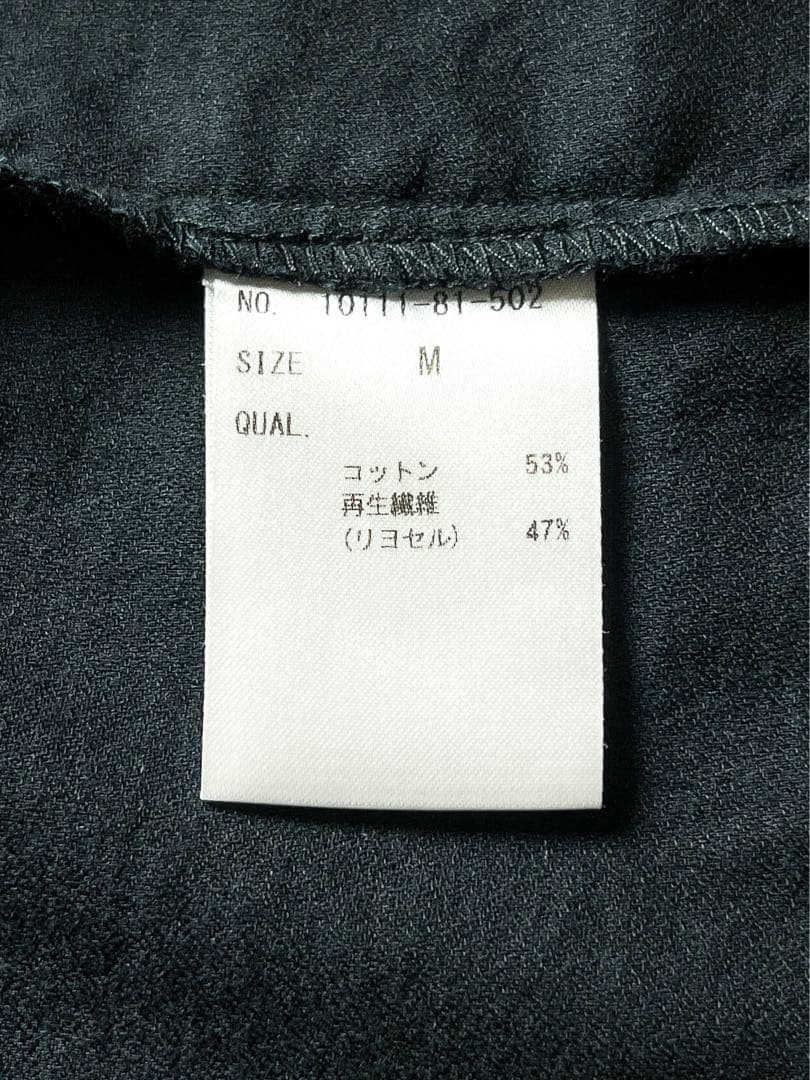 NO. 10111-81-502
SIZE M
QUAL.
コットン 53%
再生繊維
(リヨセル) 47%